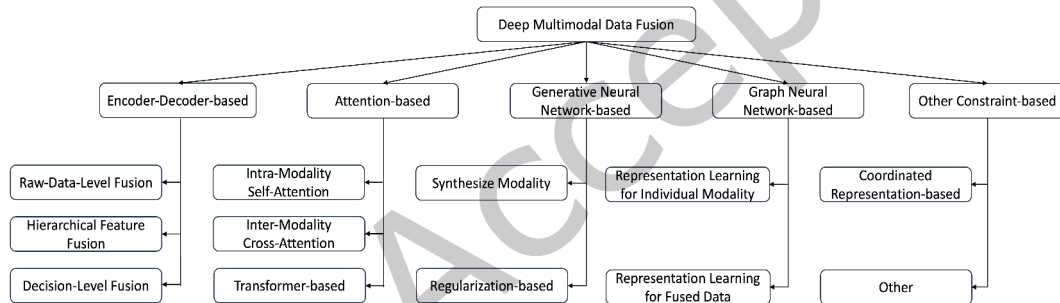 Deep Multimodal Data Fusion
Encoder-Decoder-based
Attention-based
Generative Neural
Network-based
Graph Neural
Network-based
Other Constraint-based
Raw-Data-Level Fusion
Intra-Modality
Self-Attention
Synthesize Modality
Representation Learning
for Individual Modality
Coordinated
Representation-based
Hierarchical Feature
Fusion
Inter-Modality
Cross-Attention
Decision-Level Fusion
Transformer-based
Regularization-based
Representation Learning
for Fused Data
Other
Accep